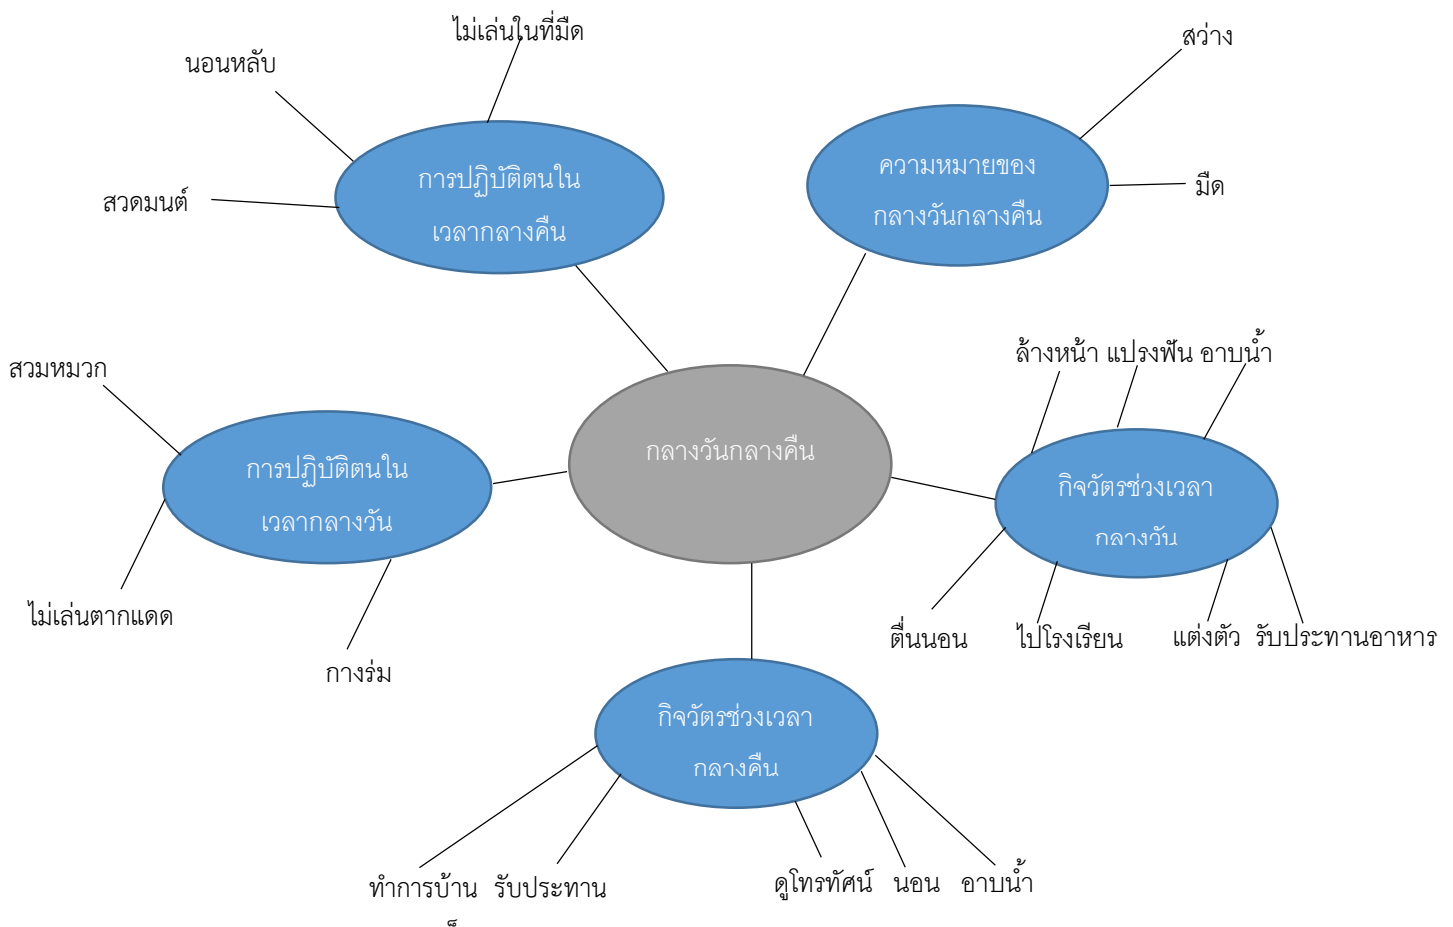 ไม่เล่นในที่มืด
สว่าง
นอนหลับ
การปฏิบัติตนใน
เวลากลางคืน
ความหมายของ
กลางวันกลางคืน
มืด
สวดมนต์
สวมหมวก
ล้างหน้า แปรงฟัน อาบน้ำ
กลางวันกลางคืน
การปฏิบัติตนใน
เวลากลางวัน
กิจวัตรช่วงเวลา
กลางวัน
ไม่เล่นตากแดด
กางร่ม
ตื่นนอน ไปโรงเรียน แต่งตัว รับประทานอาหาร
กิจวัตรช่วงเวลา
กลางคืน
ทำการบ้าน รับประทาน ดูโทรทัศน์ นอน อาบน้ำ